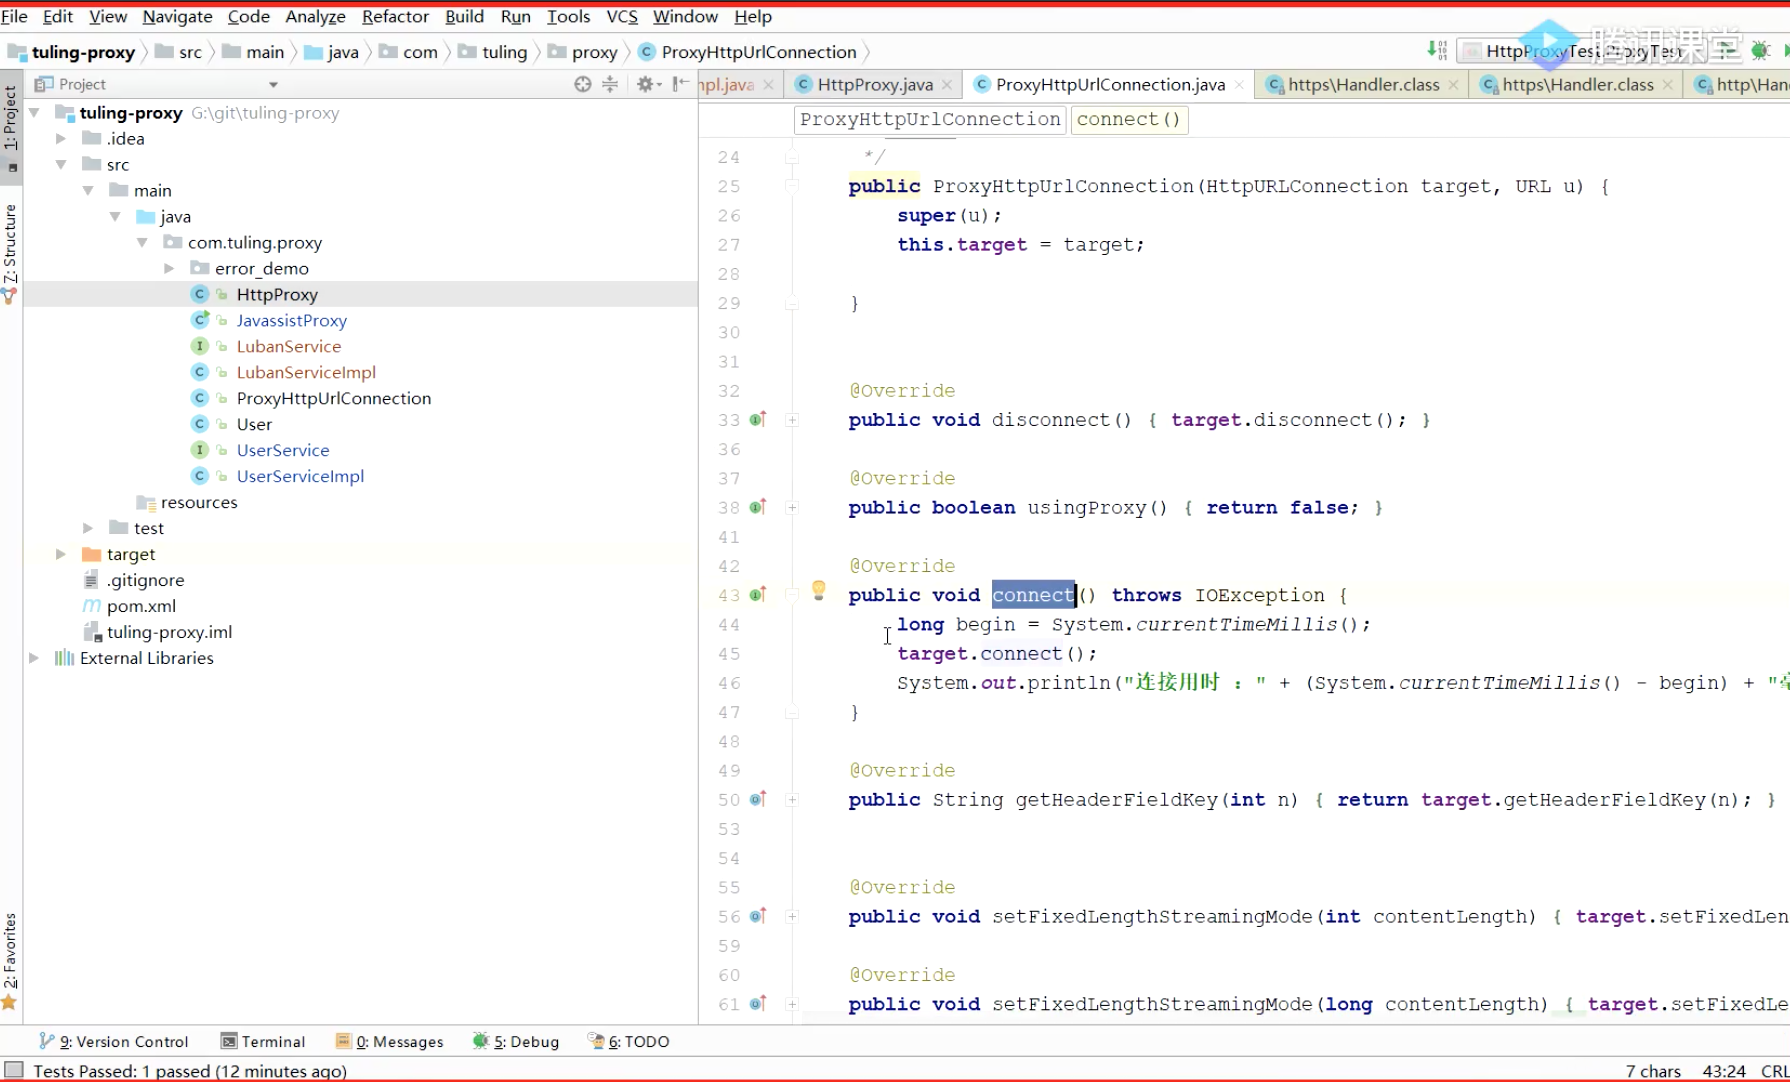 File Edit View Navigate Code Analyze Refactor Build Run Tools VCS Window Help
tuling-proxy src main java com tuling proxy ProxyHttpUrlConnection HttpProxyTest.ProxyTest
腾讯课堂
Project
mpl.java HttpProxy.java ProxyHttpUrlConnection.java https\Handler.class https\Handler.class http\Han
1: Project
7: Structure
2: Favorites
tuling-proxy G:\git\tuling-proxy
.idea
src
main
java
com.tuling.proxy
error_demo
HttpProxy
JavassistProxy
LubanService
LubanServiceImpl
ProxyHttpUrlConnection
User
UserService
UserServiceImpl
resources
test
target
.gitignore
pom.xml
tuling-proxy.iml
External Libraries
ProxyHttpUrlConnection connect()
24 */
25 public ProxyHttpUrlConnection(HttpURLConnection target, URL u) {
26 super(u);
27 this.target = target;
28
29 }
30
31
32 @Override
33 public void disconnect() { target.disconnect(); }
36
37 @Override
38 public boolean usingProxy() { return false; }
41
42 @Override
43 public void connect() throws IOException {
44 long begin = System.currentTimeMillis();
45 target.connect();
46 System.out.println("连接用时 : " + (System.currentTimeMillis() - begin) + "
47 }
48
49 @Override
50 public String getHeaderFieldKey(int n) { return target.getHeaderFieldKey(n); }
53
54
55 @Override
56 public void setFixedLengthStreamingMode(int contentLength) { target.setFixedLen
59
60 @Override
61 public void setFixedLengthStreamingMode(long contentLength) { target.setFixedLe
9: Version Control Terminal 0: Messages 5: Debug 6: TODO
Tests Passed: 1 passed (12 minutes ago) 7 chars 43:24 CRL